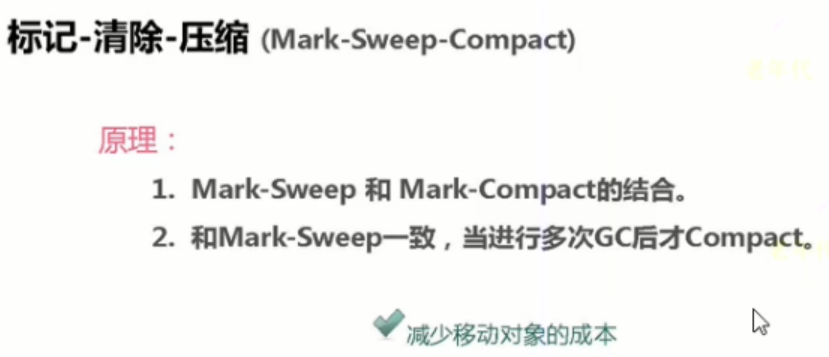 标记-清除-压缩 (Mark-Sweep-Compact)
原理：
1. Mark-Sweep 和 Mark-Compact的结合。
2. 和Mark-Sweep一致，当进行多次GC后才Compact。
减少移动对象的成本